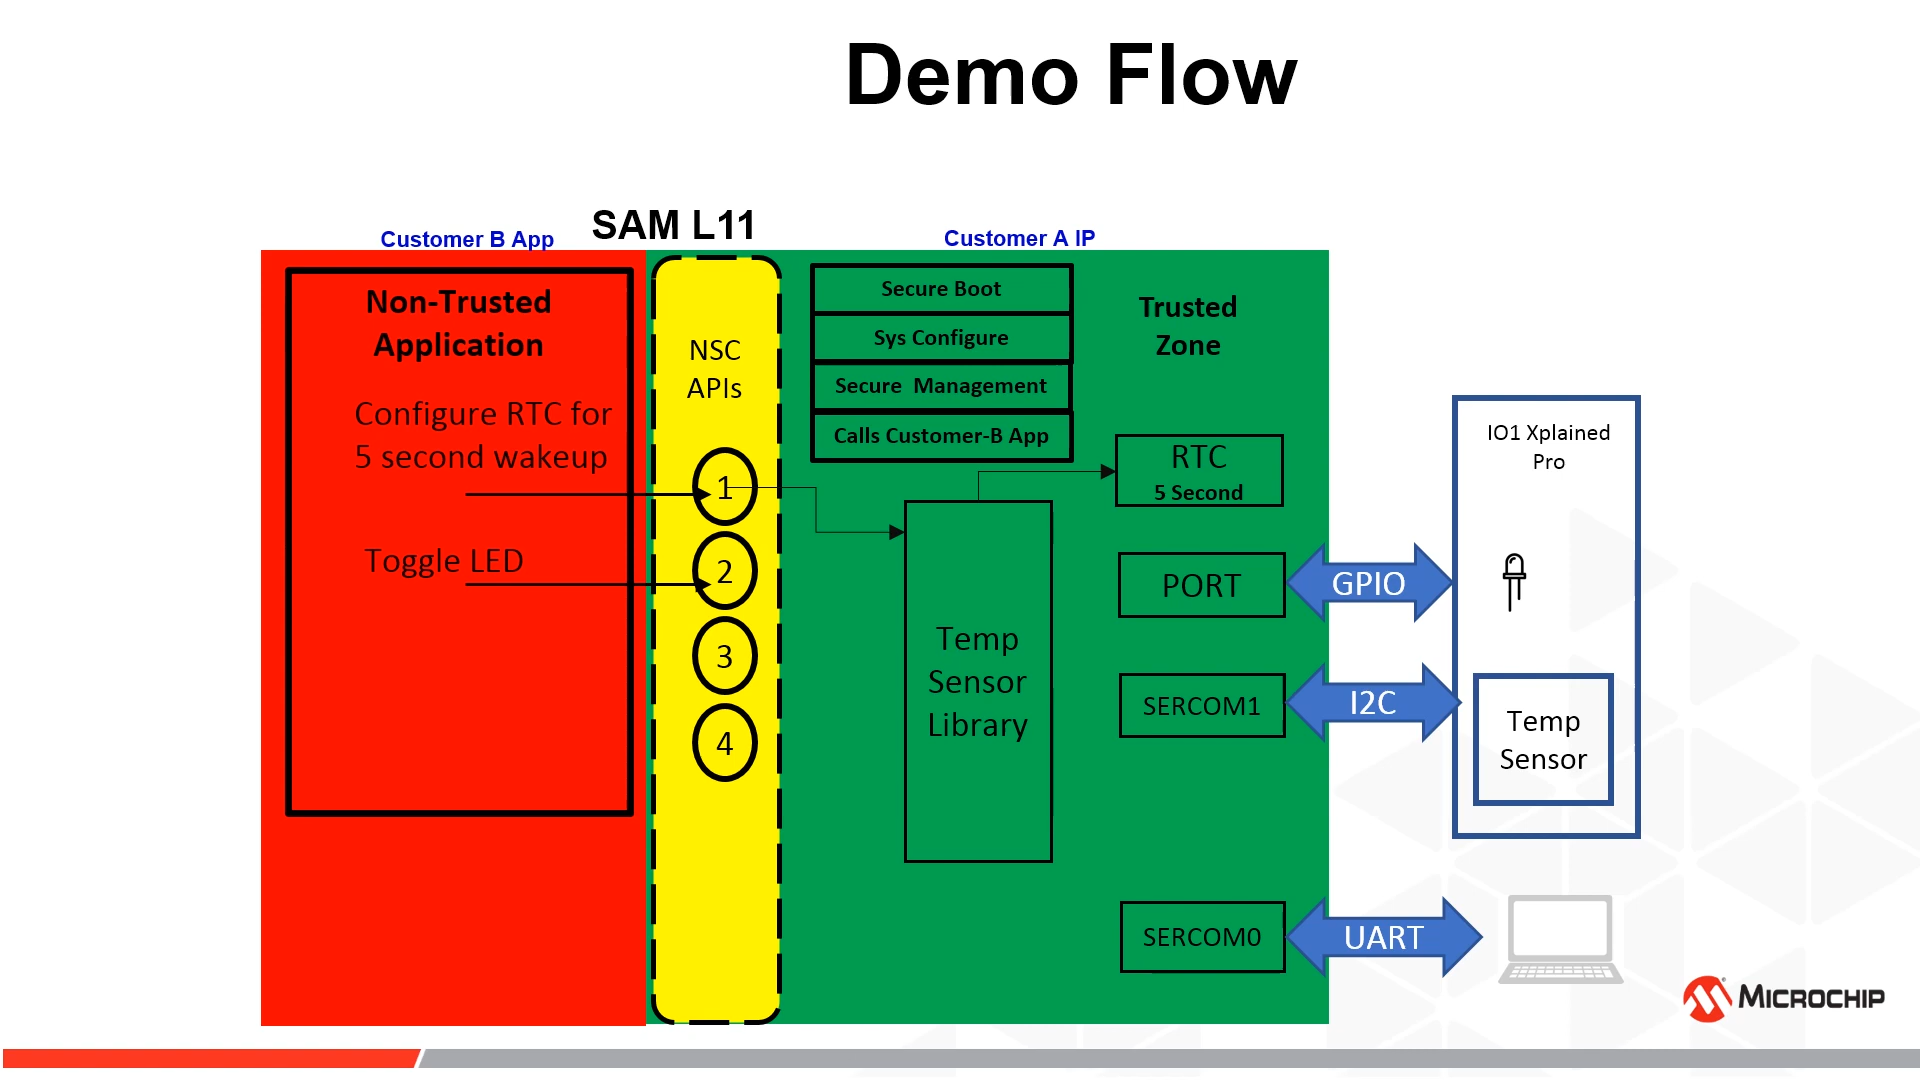 Demo Flow
SAM L11
Customer B App
Customer A IP
Non-Trusted
Application
Configure RTC for
5 second wakeup
Toggle LED
NSC
APIs
1
2
3
4
Secure Boot
Sys Configure
Secure Management
Calls Customer-B App
Trusted
Zone
RTC
5 Second
Temp
Sensor
Library
PORT
GPIO
SERCOM1
I2C
SERCOM0
UART
IO1 Xplained
Pro
Temp
Sensor
MICROCHIP